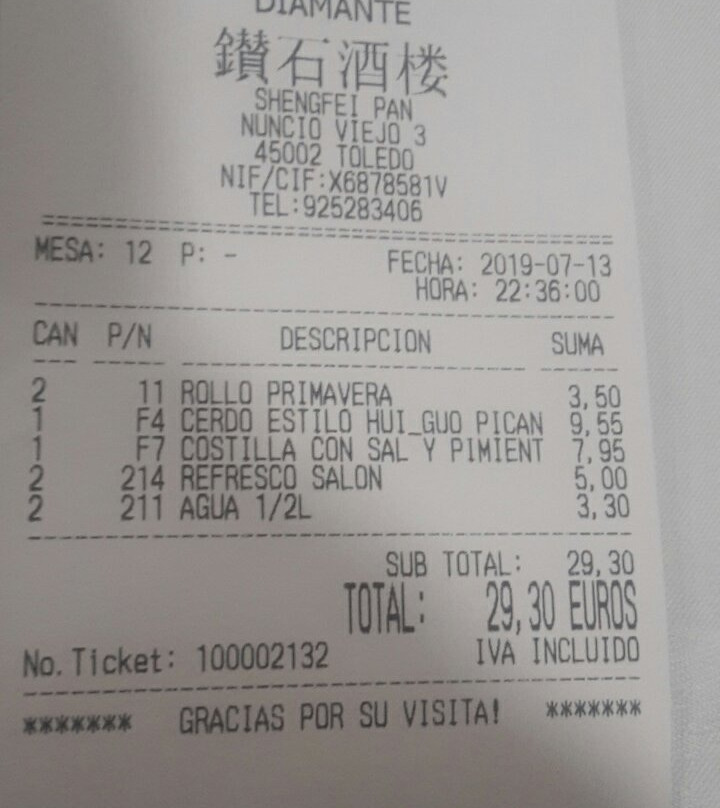 DIAMANTE
鑽石酒楼
SHENGFEI PAN
NUNCIO VIEJO 3
45002 TOLEDO
NIF/CIF:X6878581V
TEL:925283406
MESA: 12 P: - FECHA: 2019-07-13
HORA: 22:36:00
CAN P/N DESCRIPCION SUMA
2 11 ROLLO PRIMAVERA 3,50
1 F4 CERDO ESTILO HUI_GUO PICAN 9,55
1 F7 COSTILLA CON SAL Y PIMIENT 7,95
2 214 REFRESCO SALON 5,00
2 211 AGUA 1/2L 3,30
SUB TOTAL: 29,30
TOTAL: 29,30 EUROS
No.Ticket: 100002132 IVA INCLUIDO
******* GRACIAS POR SU VISITA! *******